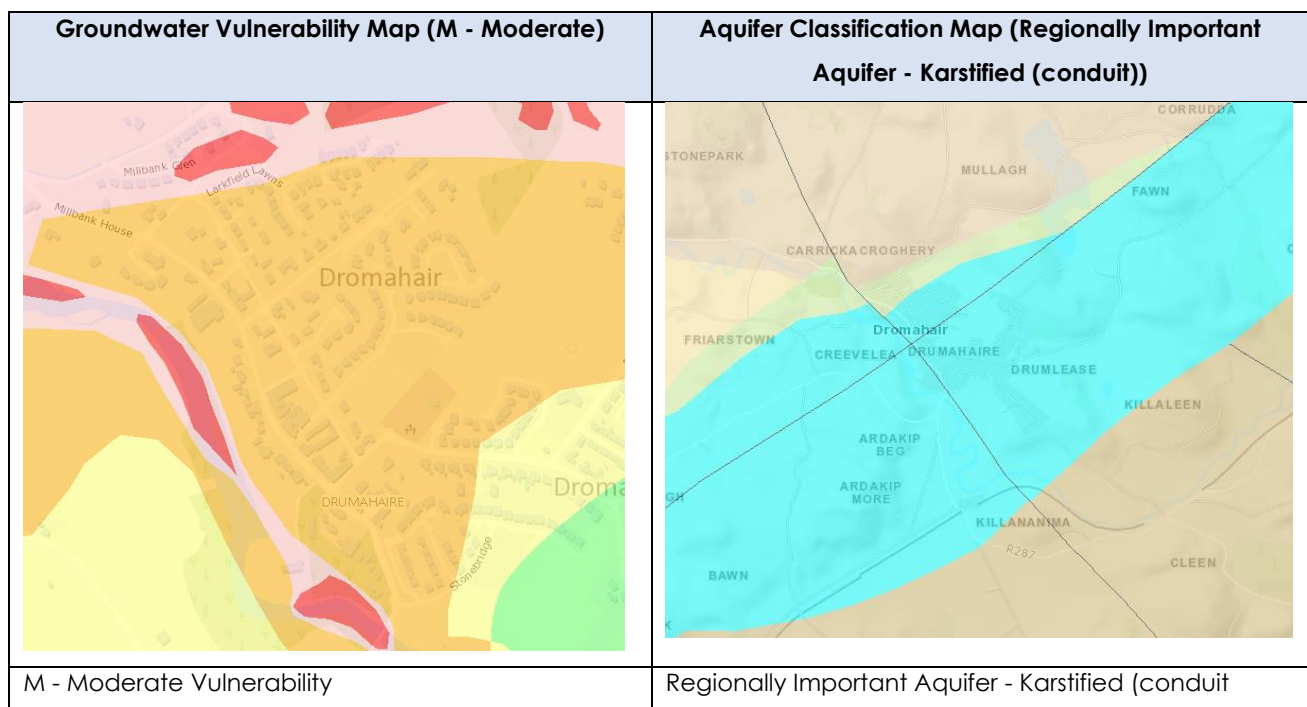 Groundwater Vulnerability Map (M - Moderate)
Aquifer Classification Map (Regionally Important
Aquifer - Karstified (conduit))
Millbank Glen
Larkfield Lawns
Millbank House
Dromahair
DRUMAHAIRE
Droma
Stonebridge
CORRUDDA
STONEPARK
MULLAGH
FAWN
CARRICKACROGHERY
FRIARSTOWN
Dromahair
CREEVELEA
DRUMAHAIRE
DRUMLEASE
KILLALEEN
ARDAKIP
BEG
ARDAKIP
MORE
GH
KILLANANIMA
R287
CLEEN
BAWN
K
M - Moderate Vulnerability
Regionally Important Aquifer - Karstified (conduit